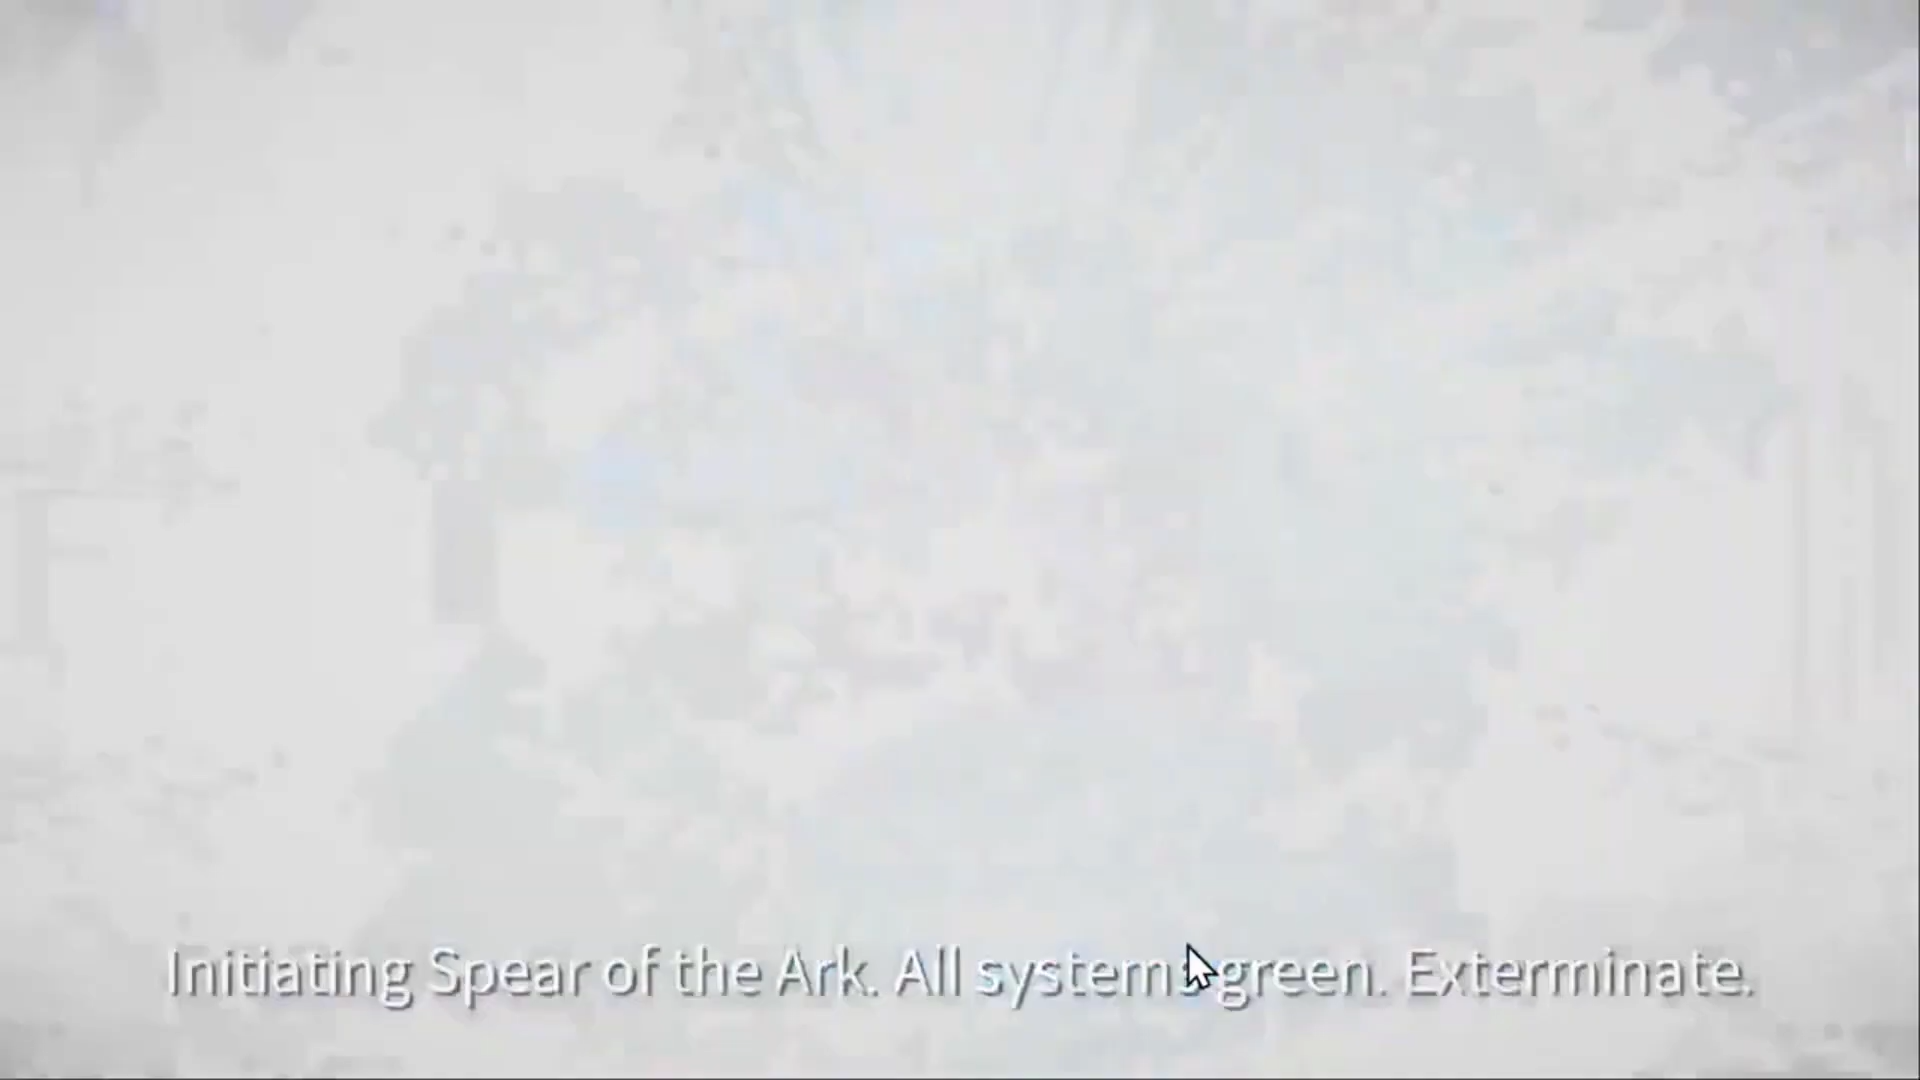 Initiating Spear of the Ark. All systems green. Exterminate.